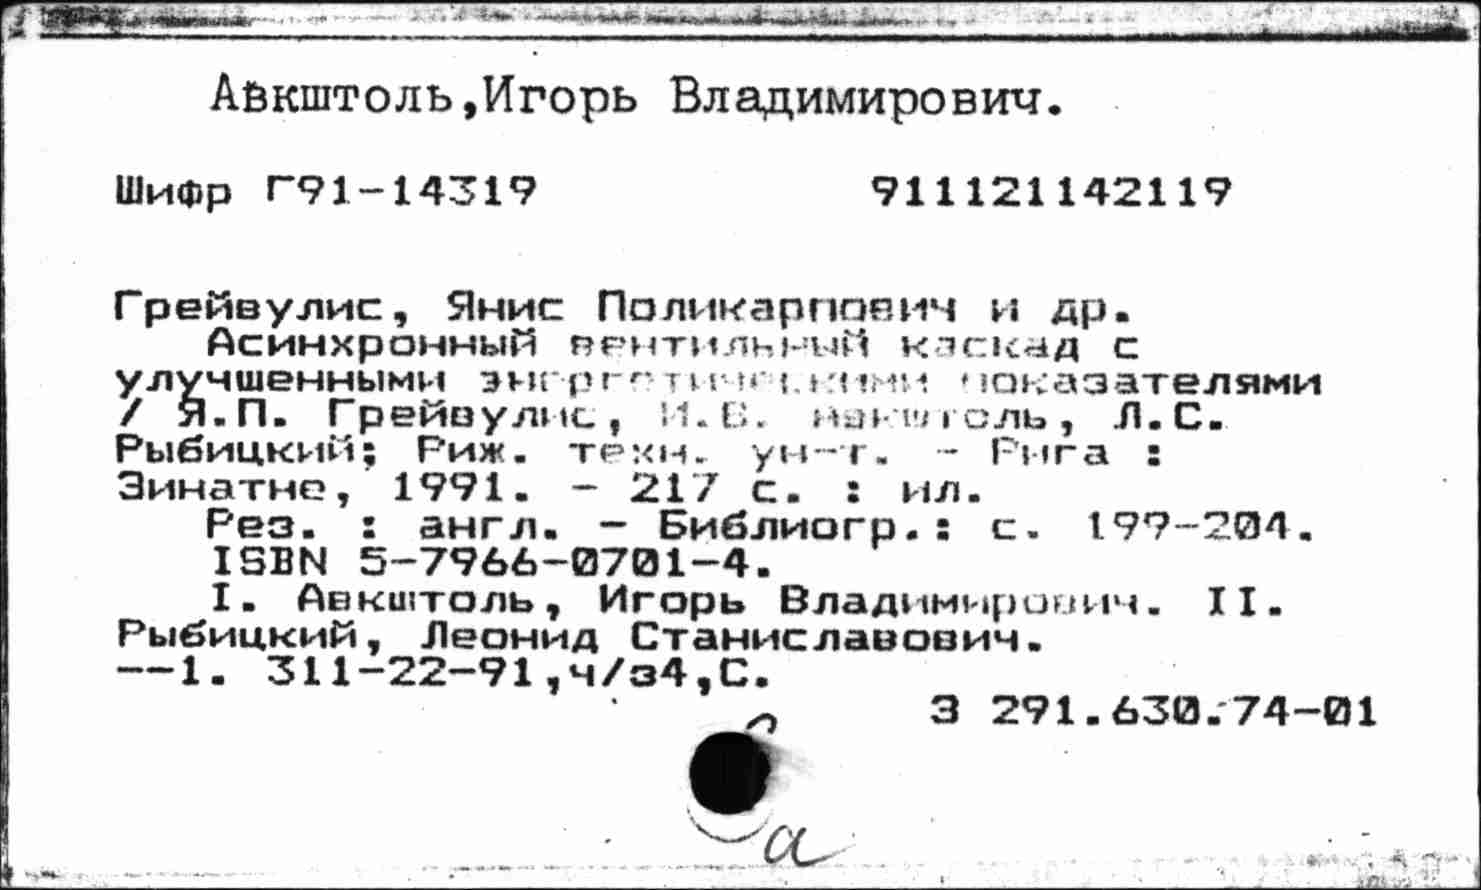 Авкштоль,Игорь Владимирович.
Шифр Г91-14319 911121142119
Грейвулис, Янис Поликарпович и др.
Асинхронный вентильный каскад с
улучшенными энергетическими показателями
/ Я.П. Грейвулис, И.В. Авкштоль, Л.С.
Рыбицкий; Риж. техн. ун-т. - Рига :
Зинатне, 1991. - 217 с. : ил.
Рез. : англ. - Библиогр.: с. 199-204.
ISBN 5-7966-0701-4.
I. Авкштоль, Игорь Владимирович. II.
Рыбицкий, Леонид Станиславович.
--1. 311-22-91,ч/з4,С.
З 291.630.74-01
а